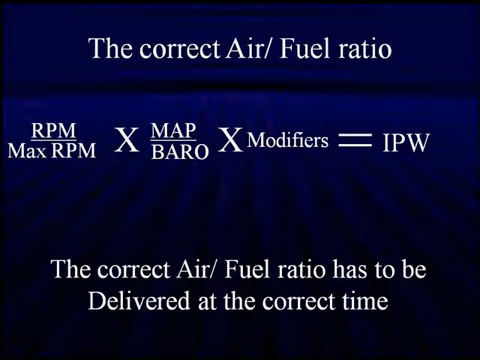 The correct Air/ Fuel ratio
RPM X MAP X Modifiers = IPW
Max RPM BARO
The correct Air/ Fuel ratio has to be
Delivered at the correct time